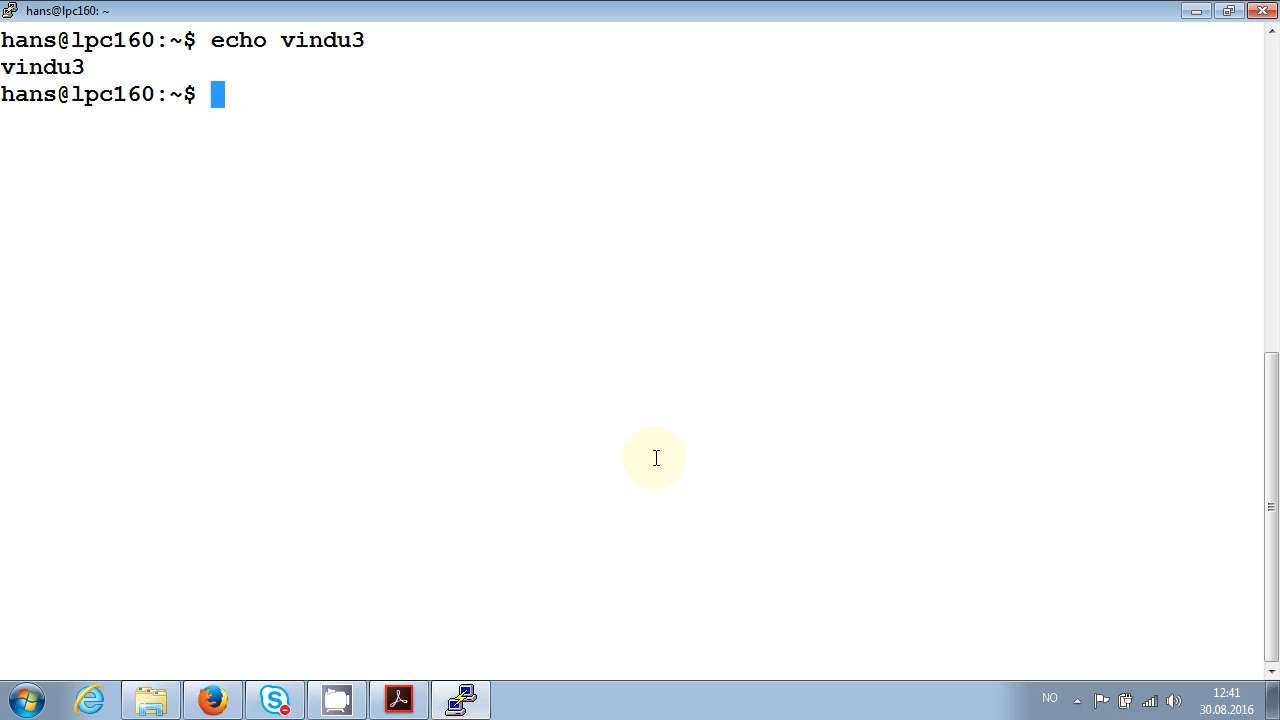 hans@lpc160: ~
hans@lpc160:~$ echo vindu3
vindu3
hans@lpc160:~$
NO
12:41
30.08.2016